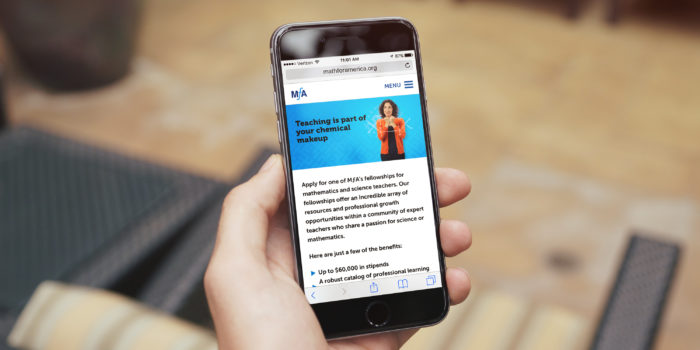 Verizon 11:01 AM 87%
mathforamerica.org
MƒA MENU
Teaching is part of
your chemical
makeup
Apply for one of MƒA's fellowships for
mathematics and science teachers. Our
fellowships offer an incredible array of
resources and professional growth
opportunities within a community of expert
teachers who share a passion for science or
mathematics.
Here are just a few of the benefits:
Up to $60,000 in stipends
A robust catalog of professional learning